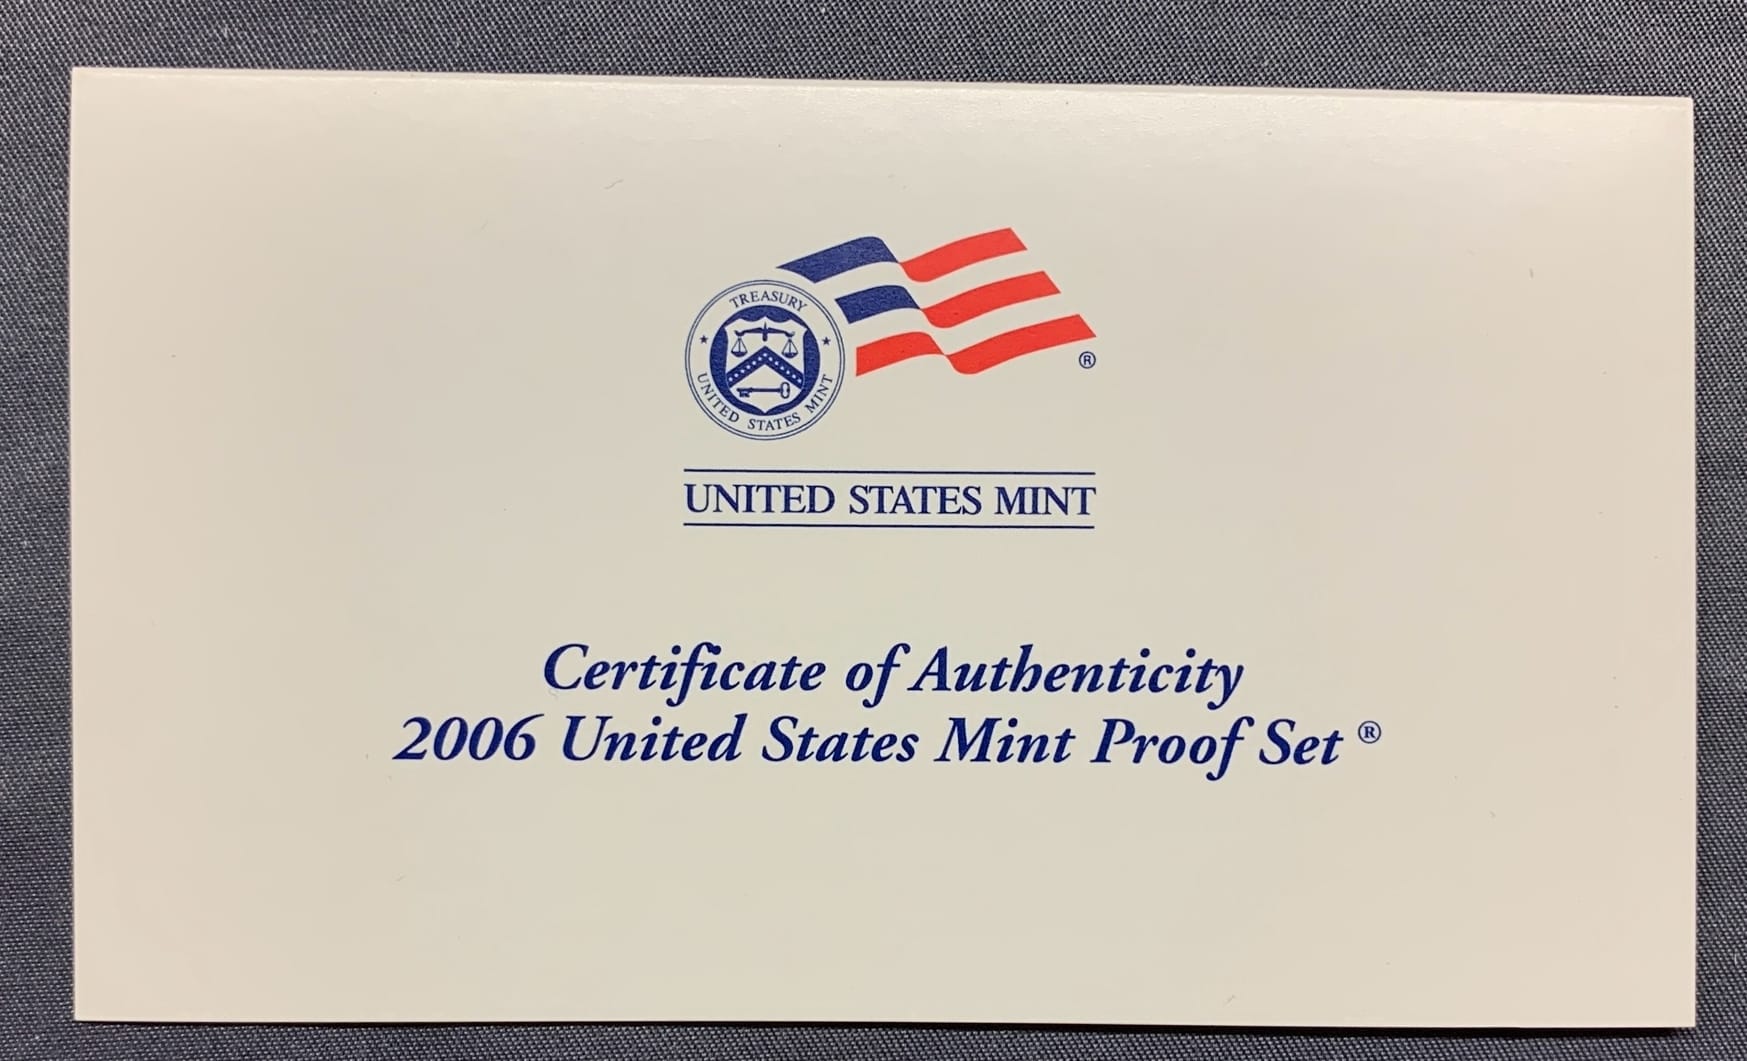 TREASURY
UNITED STATES MINT
®
UNITED STATES MINT
Certificate of Authenticity
2006 United States Mint Proof Set ®